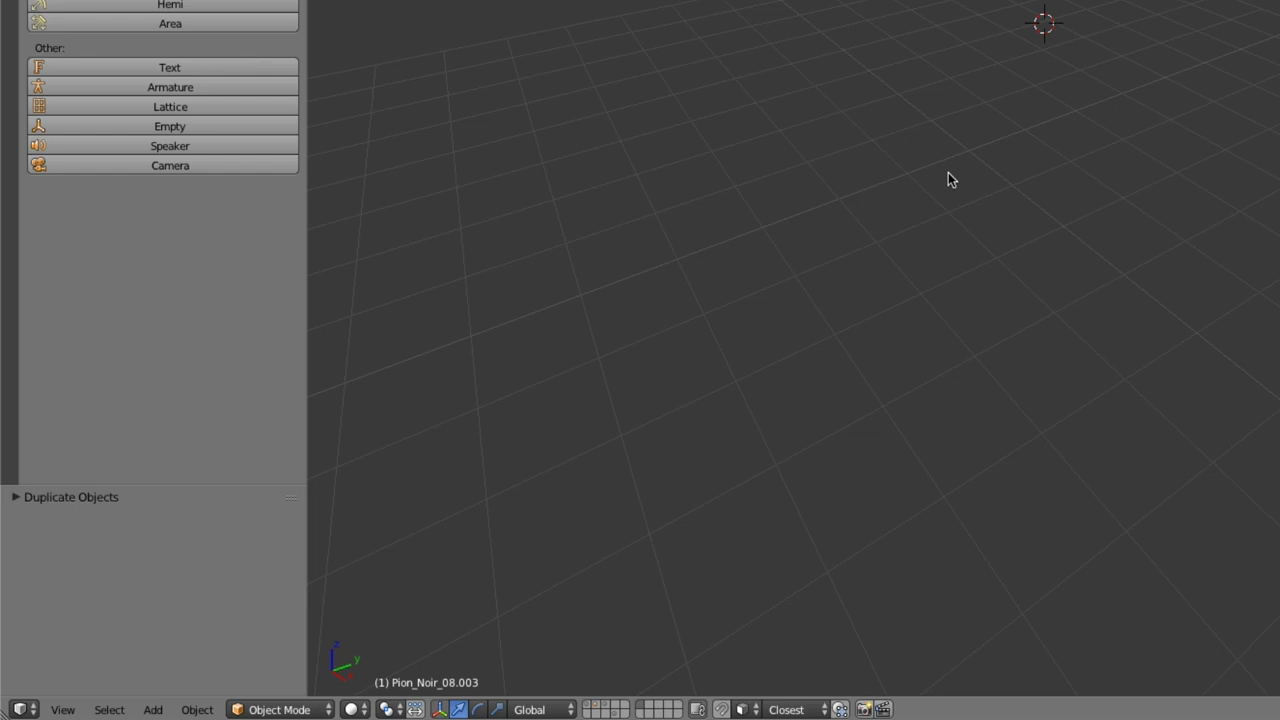 Hemi
Area
Other:
Text
Armature
Lattice
Empty
Speaker
Camera
Duplicate Objects
z
y
(1) Pion_Noir_08.003
View Select Add Object Object Mode Global Closest